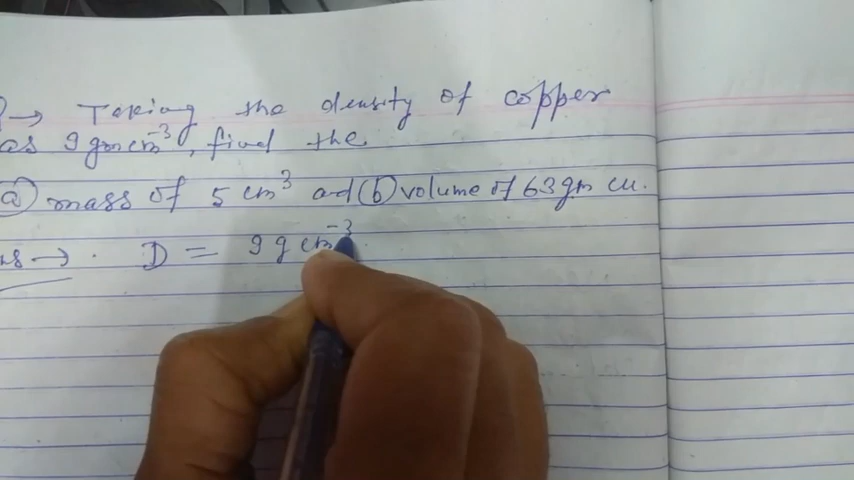 → Taking the density of copper
as 9 gm cm⁻³, find the
(a) mass of 5 cm³ and (b) volume of 63 gm cu.
ns → . D = 9 g cm⁻³